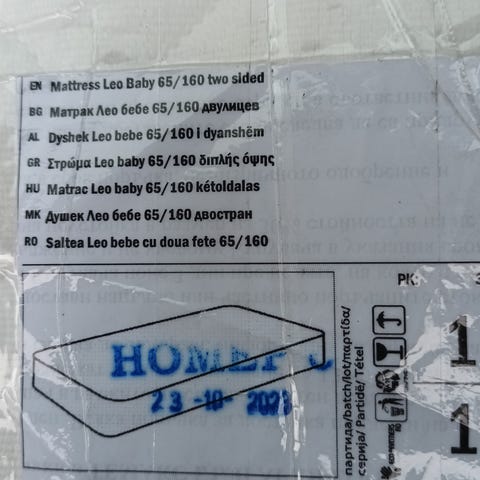 EN Mattress Leo Baby 65/160 two sided
BG Матрак Лео бебе 65/160 двулицев
AL Dyshek Leo bebe 65/160 i dyanshëm
GR Στρώμα Leo baby 65/160 διπλής όψης
HU Matrac Leo baby 65/160 kétoldalas
MK Душек Лео бебе 65/160 двостран
RO Saltea Leo bebe cu doua fete 65/160
23-10-2023
партида/batch/lot/παρτίδα/
серија/ Partidë/ Tétel
1
1